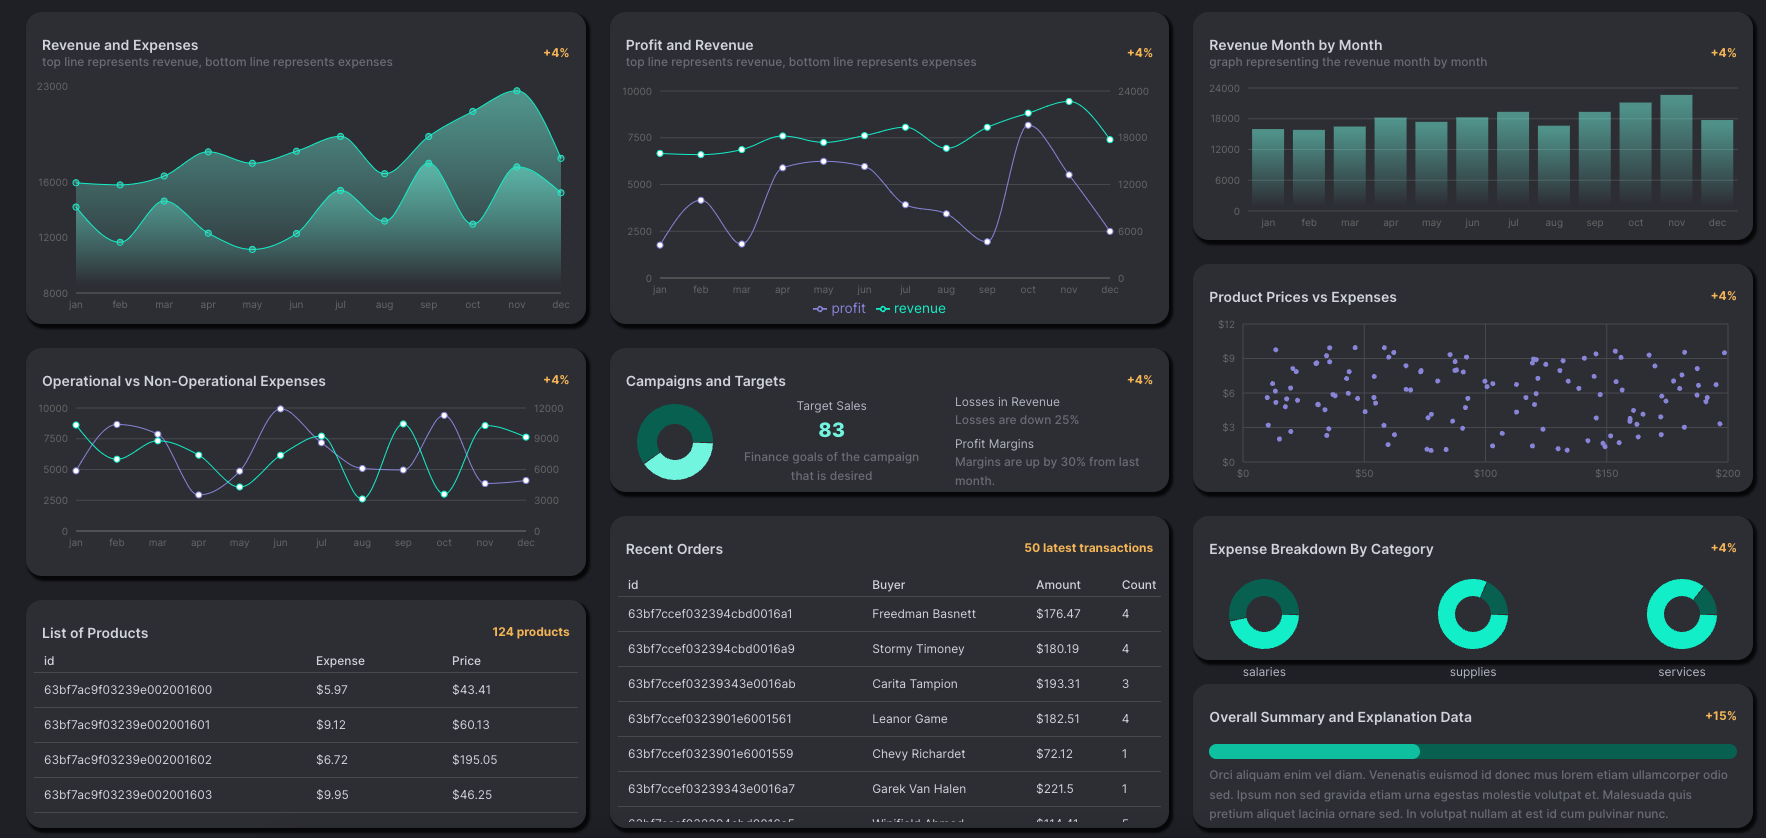 Revenue and Expenses
top line represents revenue, bottom line represents expenses
+4%
23000
16000
12000
8000
jan feb mar apr may jun jul aug sep oct nov dec
Operational vs Non-Operational Expenses
+4%
10000 12000
7500 9000
5000 6000
2500 3000
0 0
jan feb mar apr may jun jul aug sep oct nov dec
List of Products
124 products
id Expense Price
63bf7ac9f03239e002001600 $5.97 $43.41
63bf7ac9f03239e002001601 $9.12 $60.13
63bf7ac9f03239e002001602 $6.72 $195.05
63bf7ac9f03239e002001603 $9.95 $46.25
Profit and Revenue
top line represents revenue, bottom line represents expenses
+4%
10000 24000
7500 18000
5000 12000
2500 6000
0 0
jan feb mar apr may jun jul aug sep oct nov dec
profit revenue
Campaigns and Targets
+4%
Target Sales
83
Finance goals of the campaign
that is desired
Losses in Revenue
Losses are down 25%
Profit Margins
Margins are up by 30% from last
month.
Recent Orders
50 latest transactions
id Buyer Amount Count
63bf7ccef032394cbd0016a1 Freedman Basnett $176.47 4
63bf7ccef032394cbd0016a9 Stormy Timoney $180.19 4
63bf7ccef03239343e0016ab Carita Tampion $193.31 3
63bf7ccef0323901e6001561 Leanor Game $182.51 4
63bf7ccef0323901e6001559 Chevy Richardet $72.12 1
63bf7ccef03239343e0016a7 Garek Van Halen $221.5 1
Revenue Month by Month
graph representing the revenue month by month
+4%
24000
18000
12000
6000
0
jan feb mar apr may jun jul aug sep oct nov dec
Product Prices vs Expenses
+4%
$12
$9
$6
$3
$0
$0 $50 $100 $150 $200
Expense Breakdown By Category
+4%
salaries supplies services
Overall Summary and Explanation Data
+15%
Orci aliquam enim vel diam. Venenatis euismod id donec mus lorem etiam ullamcorper odio
sed. Ipsum non sed gravida etiam urna egestas molestie volutpat et. Malesuada quis
pretium aliquet lacinia ornare sed. In volutpat nullam at est id cum pulvinar nunc.